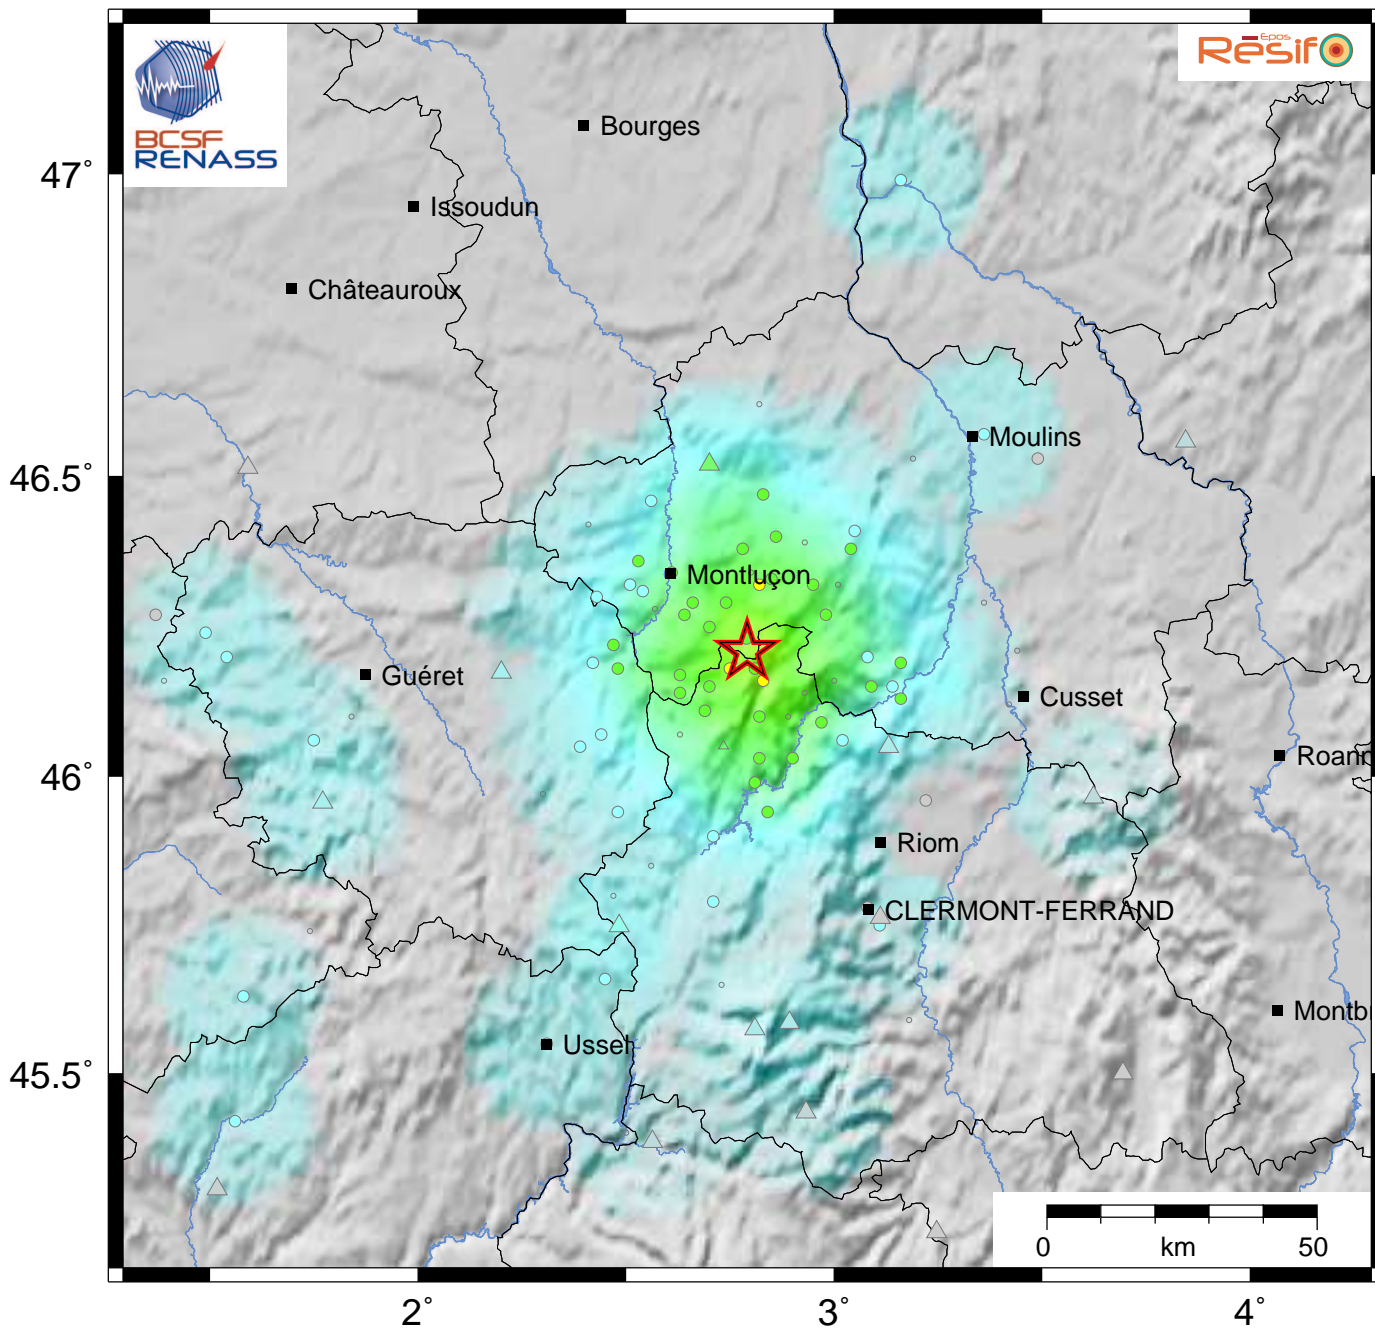 BCSF
RENASS
Epos
Résif
Bourges
47°
Issoudun
Châteauroux
Moulins
46.5°
Montluçon
Guéret
Cusset
46°
Roann
Riom
CLERMONT-FERRAND
Montbr
Ussel
45.5°
0 km 50
2° 3° 4°